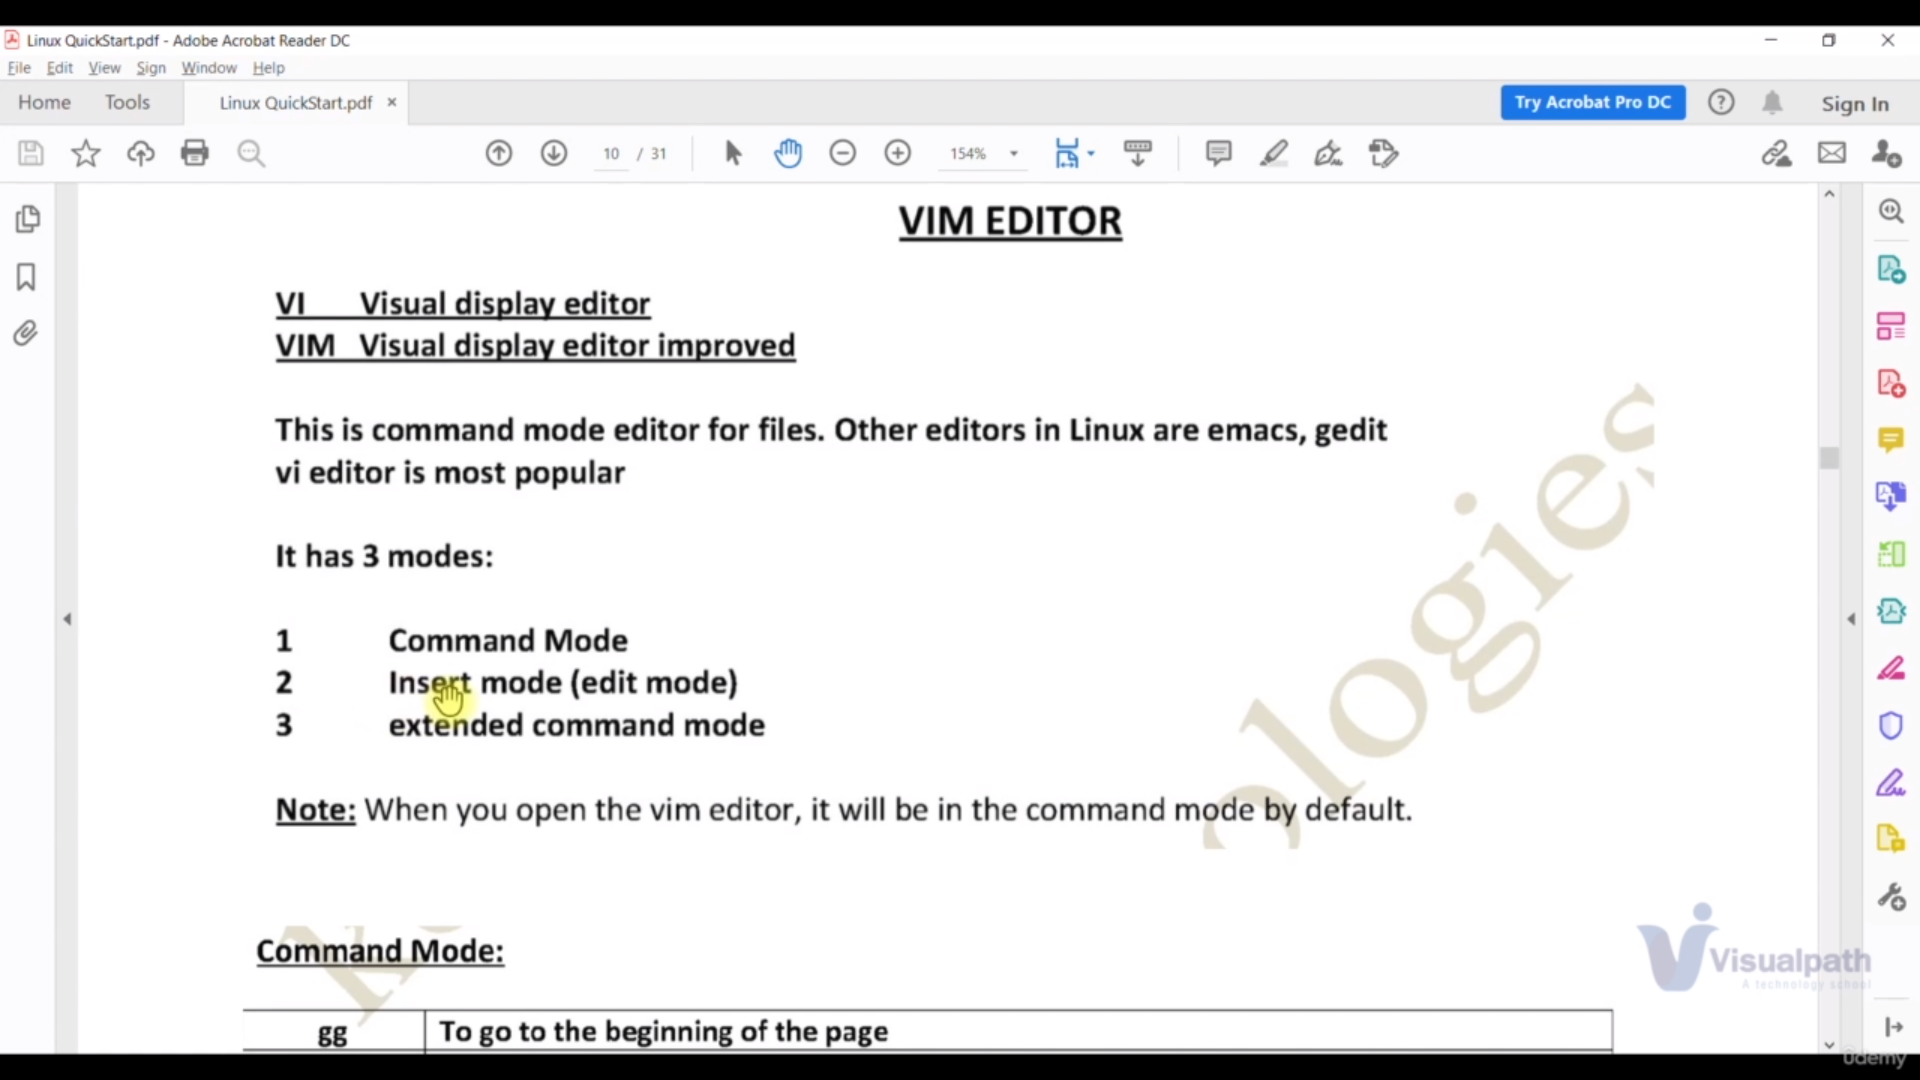 Linux QuickStart.pdf - Adobe Acrobat Reader DC
File Edit View Sign Window Help
Home Tools Linux QuickStart.pdf × Try Acrobat Pro DC ? Sign In
10 / 31 154%
VIM EDITOR
VI Visual display editor
VIM Visual display editor improved
This is command mode editor for files. Other editors in Linux are emacs, gedit
vi editor is most popular
It has 3 modes:
1 Command Mode
2 Insert mode (edit mode)
3 extended command mode
Note: When you open the vim editor, it will be in the command mode by default.
ologies
Command Mode:
Visualpath
A technology school
gg To go to the beginning of the page
ûdemy